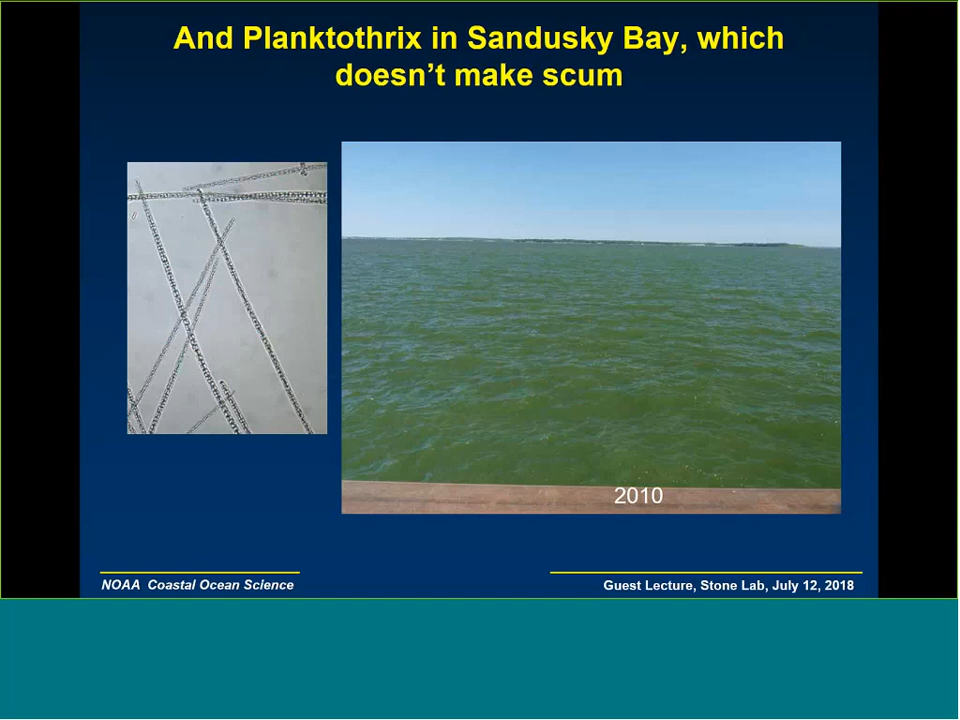 And Planktothrix in Sandusky Bay, which
doesn't make scum
2010
NOAA Coastal Ocean Science
Guest Lecture, Stone Lab, July 12, 2018